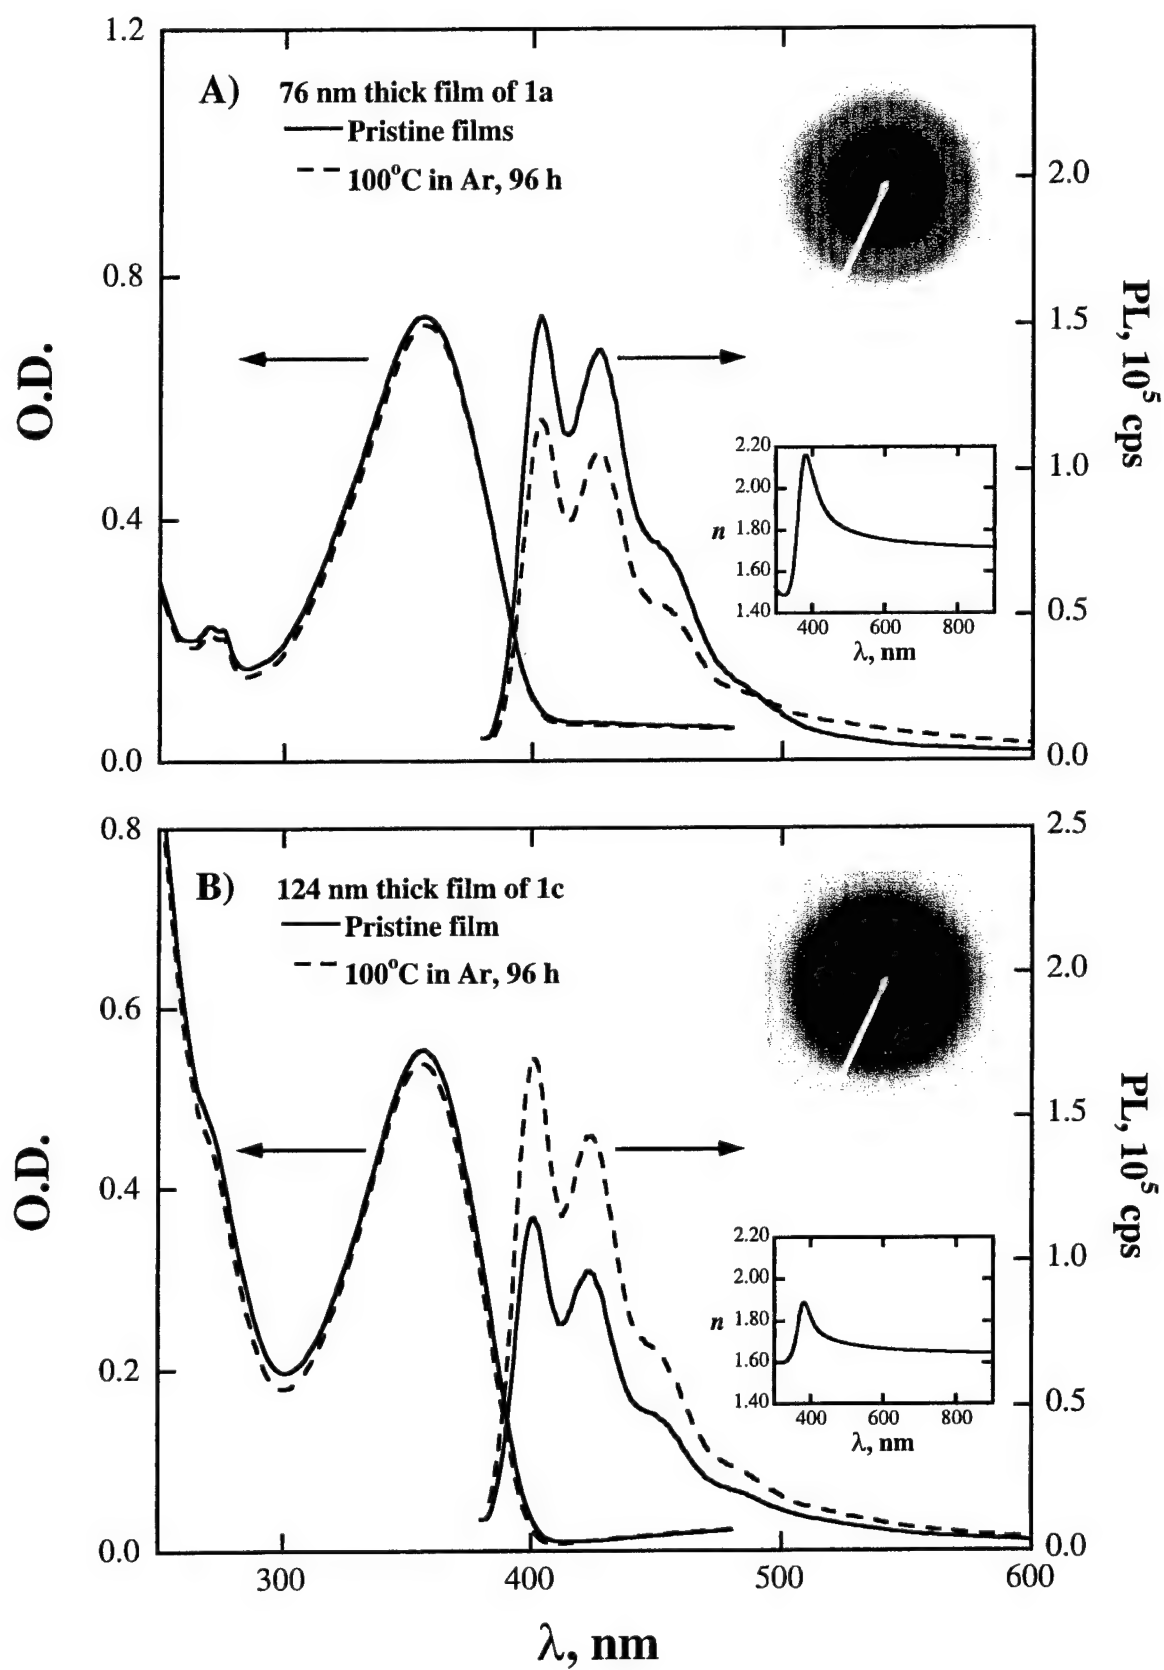 1.2
A) 76 nm thick film of 1a
Pristine films
100°C in Ar, 96 h
2.0
0.8
1.5
O.D.
PL, 10⁵ cps
2.20
2.00
n 1.80
1.60
1.40
400 600 800
λ, nm
1.0
0.4
0.5
0.0
0.0
0.8
2.5
B) 124 nm thick film of 1c
Pristine film
100°C in Ar, 96 h
2.0
0.6
1.5
O.D.
PL, 10⁵ cps
0.4
2.20
2.00
n 1.80
1.60
1.40
400 600 800
λ, nm
1.0
0.2
0.5
0.0
0.0
300 400 500 600
λ, nm